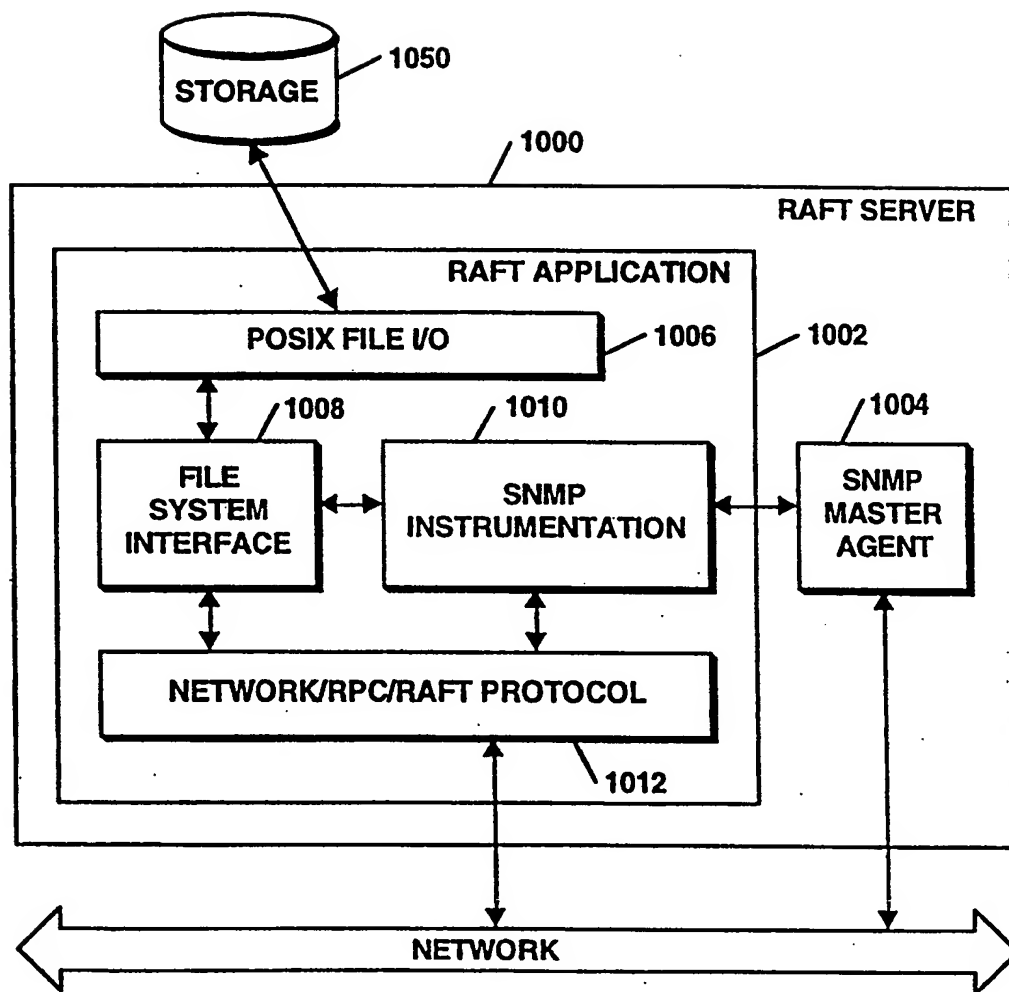 STORAGE
1050
1000
RAFT SERVER
RAFT APPLICATION
POSIX FILE I/O
1006
1002
1008
1010
1004
FILE
SYSTEM
INTERFACE
SNMP
INSTRUMENTATION
SNMP
MASTER
AGENT
NETWORK/RPC/RAFT PROTOCOL
1012
NETWORK